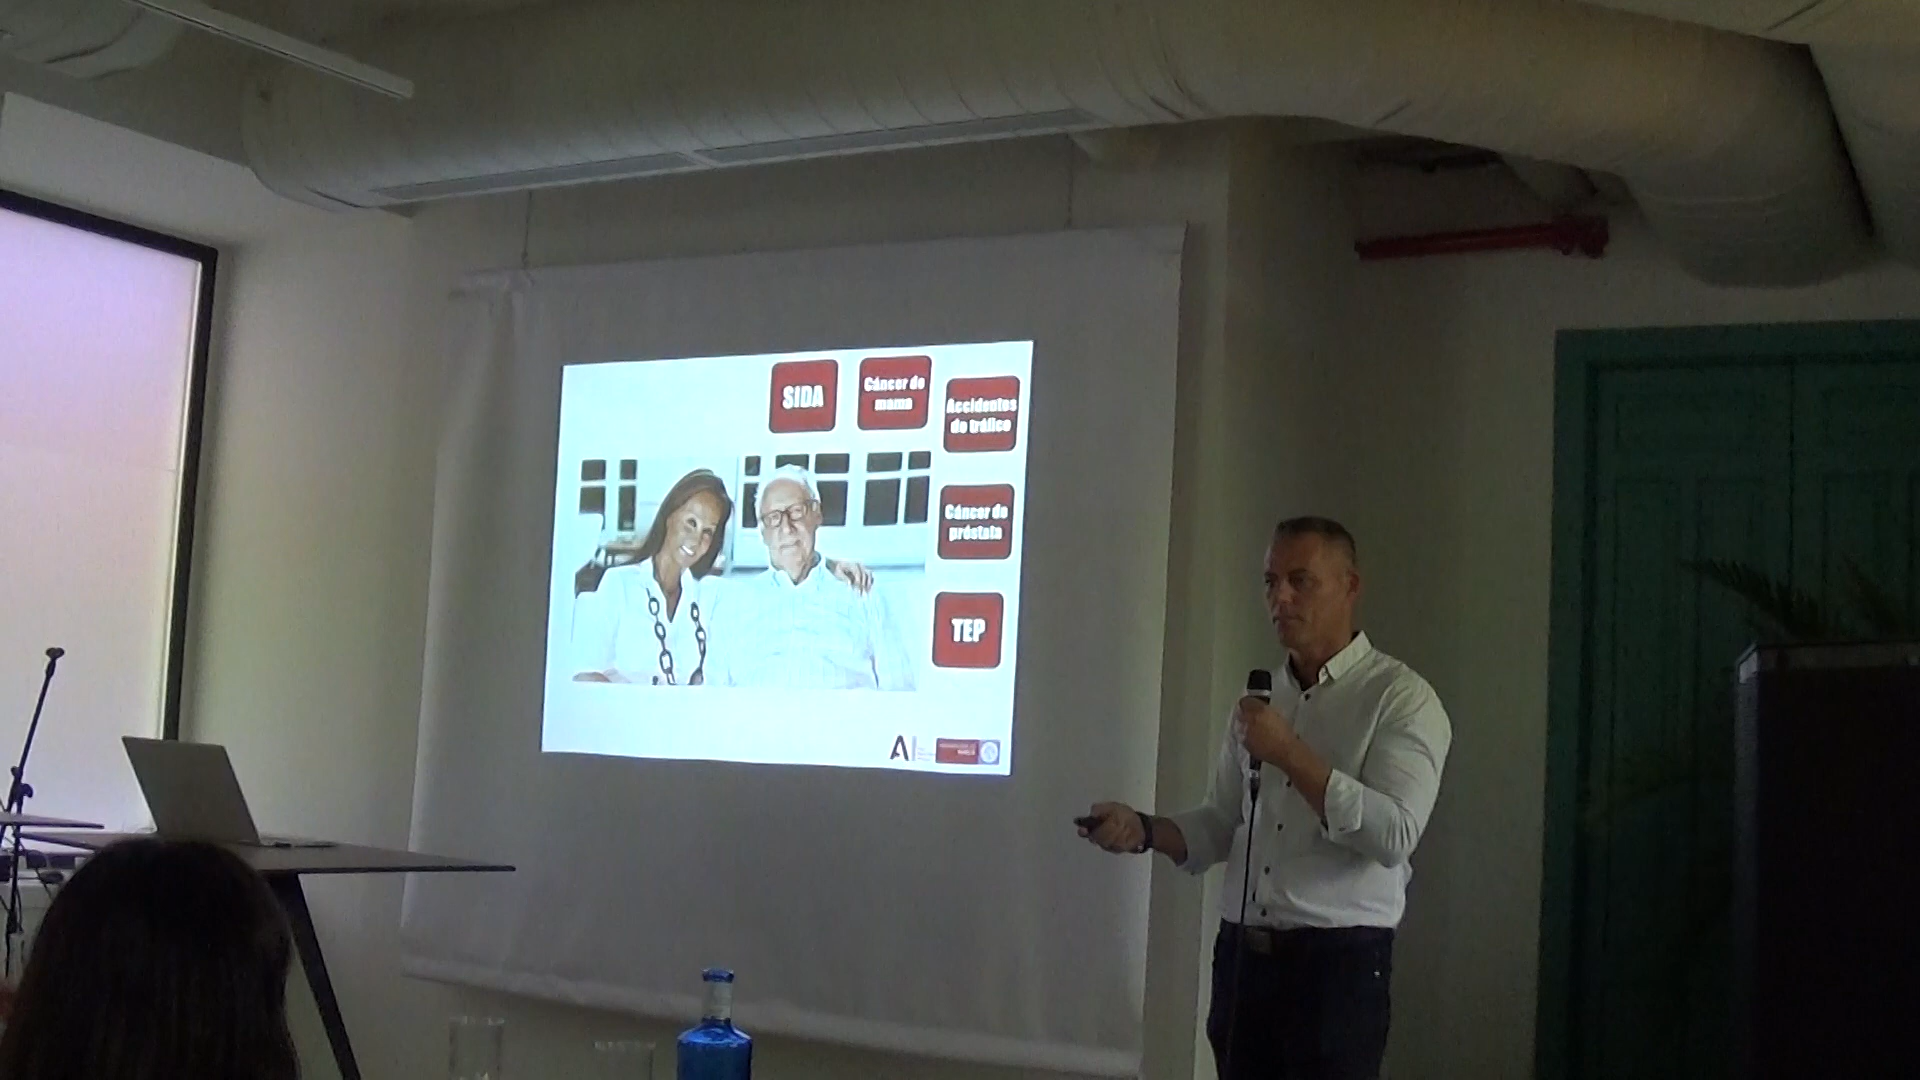 SIDA
Cáncer de
mama
Accidentes
de tráfico
Cáncer de
próstata
TEP
A